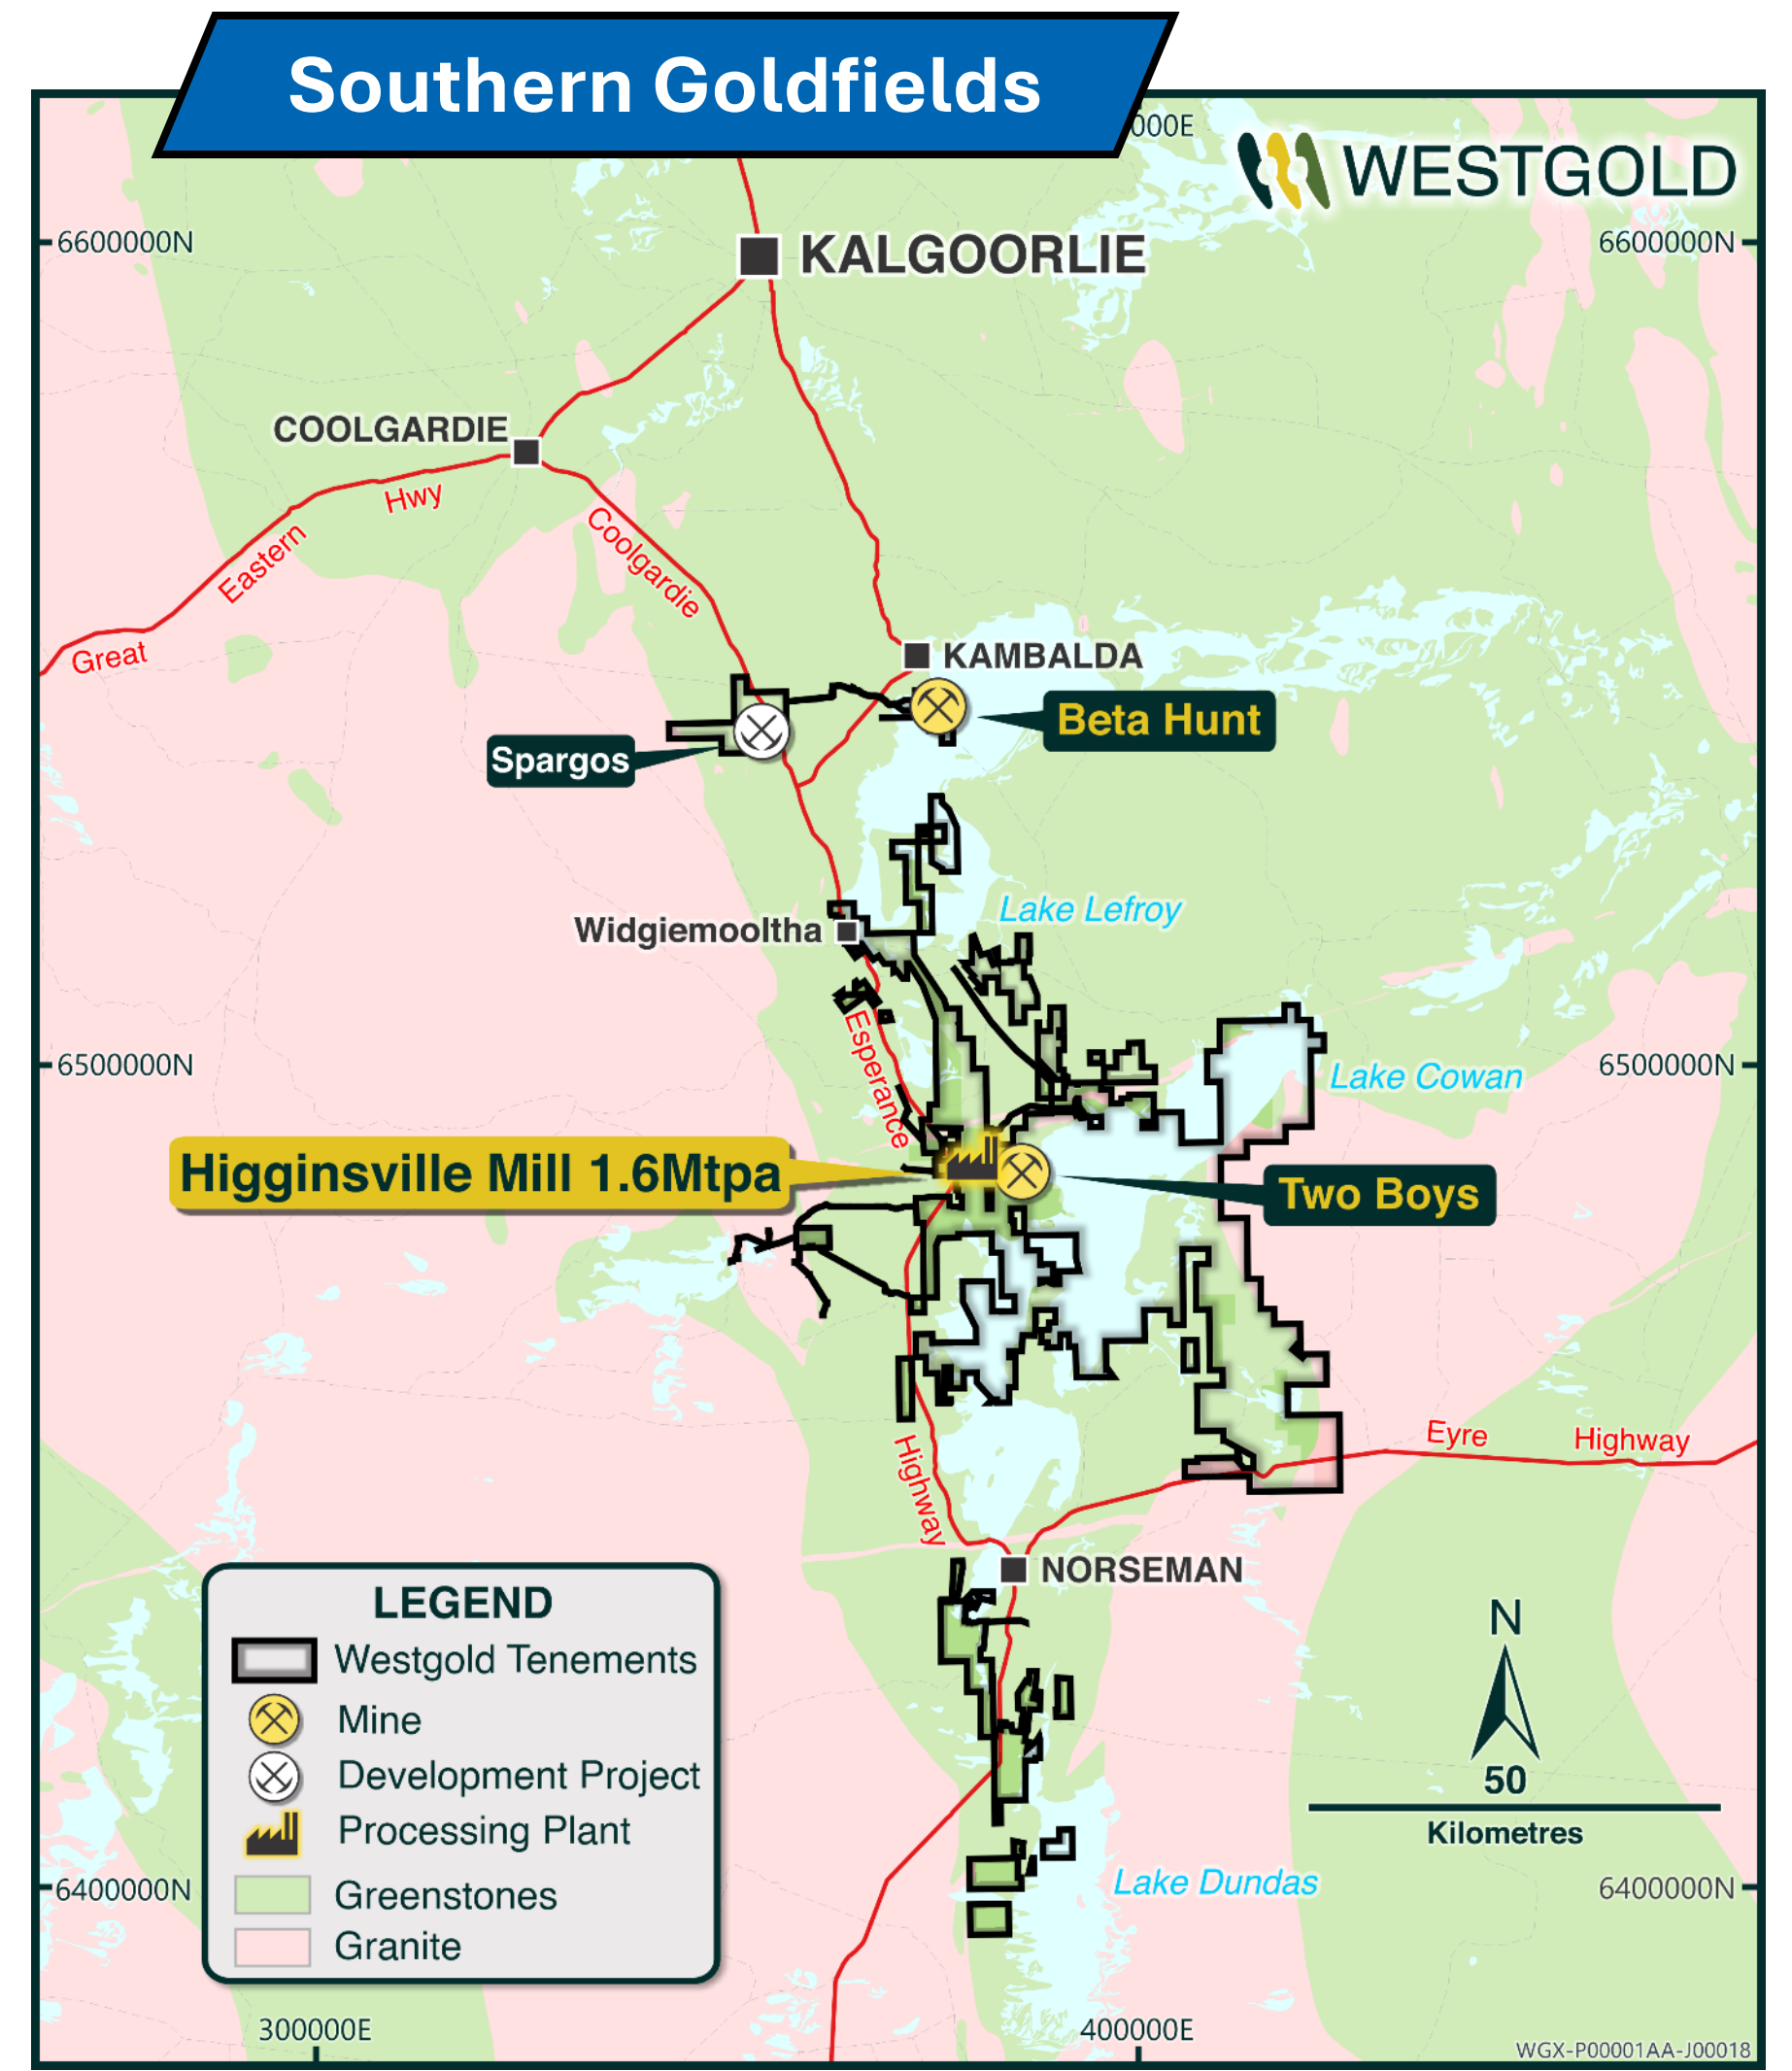 Southern Goldfields
000E
WESTGOLD
6600000N
6600000N
KALGOORLIE
COOLGARDIE
Hwy
Eastern
Great
Coolgardie
KAMBALDA
Beta Hunt
Spargos
Lake Lefroy
Widgiemooltha
Esperance
6500000N
6500000N
Lake Cowan
Higginsville Mill 1.6Mtpa
Two Boys
Eyre
Highway
Highway
NORSEMAN
LEGEND
Westgold Tenements
Mine
Development Project
Processing Plant
Greenstones
Granite
N
50
Kilometres
Lake Dundas
6400000N
6400000N
300000E
400000E
WGX-P00001AA-J00018